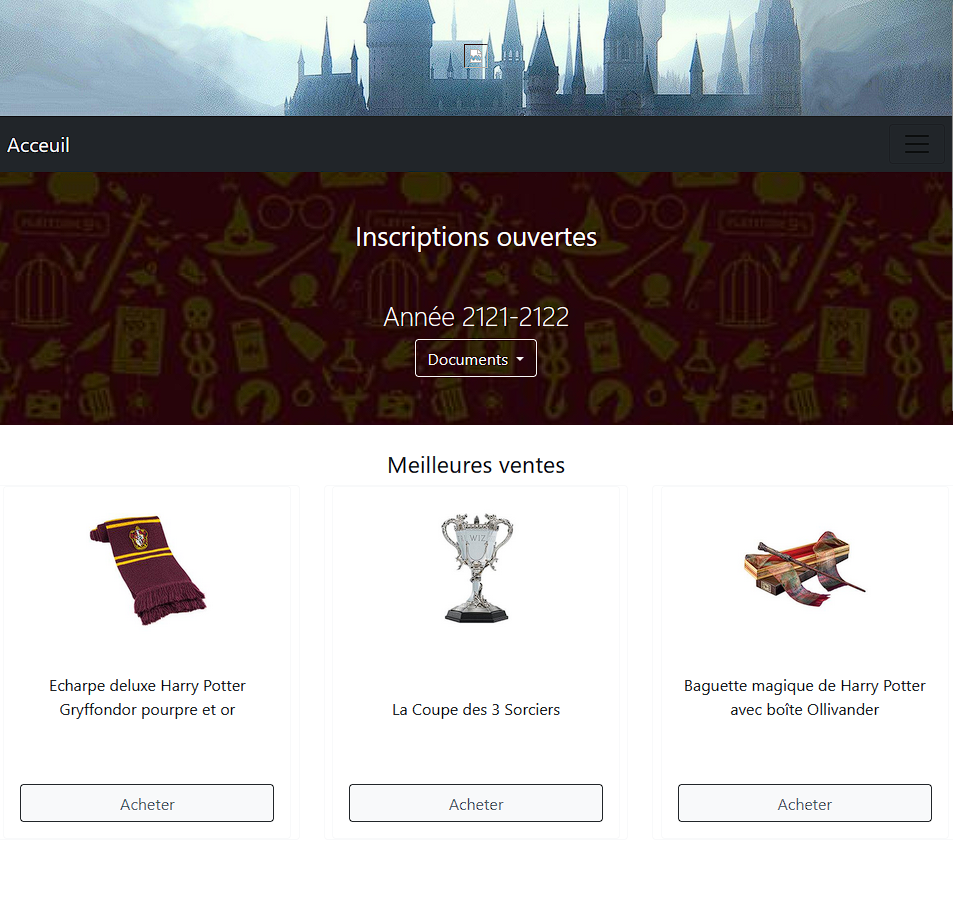 Acceuil
Inscriptions ouvertes
Année 2121-2122
Documents
Meilleures ventes
Echarpe deluxe Harry Potter
Gryffondor pourpre et or
La Coupe des 3 Sorciers
Baguette magique de Harry Potter
avec boîte Ollivander
Acheter
Acheter
Acheter